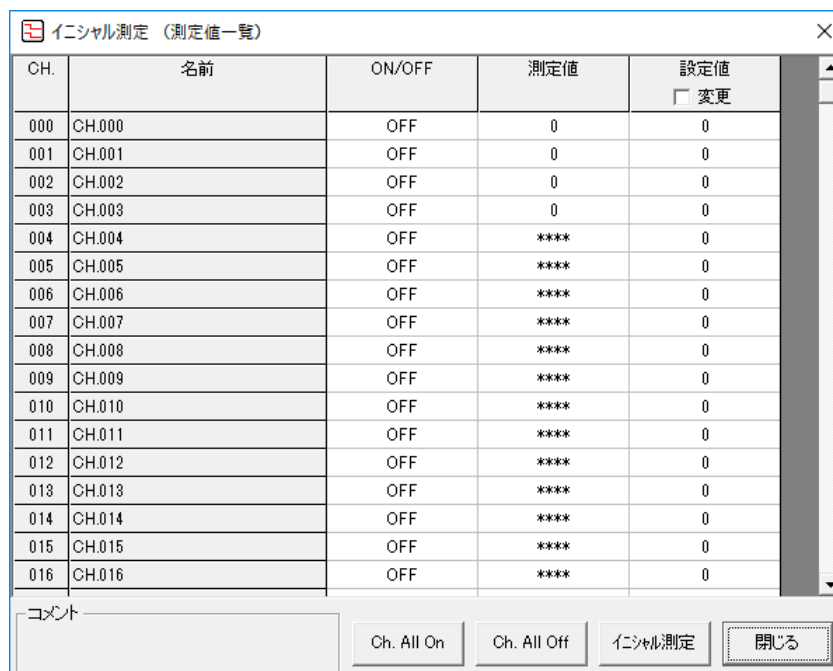 イニシャル測定 （測定値一覧）
CH. 名前 ON/OFF 測定値 設定値
変更
000 CH.000 OFF 0 0
001 CH.001 OFF 0 0
002 CH.002 OFF 0 0
003 CH.003 OFF 0 0
004 CH.004 OFF **** 0
005 CH.005 OFF **** 0
006 CH.006 OFF **** 0
007 CH.007 OFF **** 0
008 CH.008 OFF **** 0
009 CH.009 OFF **** 0
010 CH.010 OFF **** 0
011 CH.011 OFF **** 0
012 CH.012 OFF **** 0
013 CH.013 OFF **** 0
014 CH.014 OFF **** 0
015 CH.015 OFF **** 0
016 CH.016 OFF **** 0
コメント
Ch. All On Ch. All Off イニシャル測定 閉じる